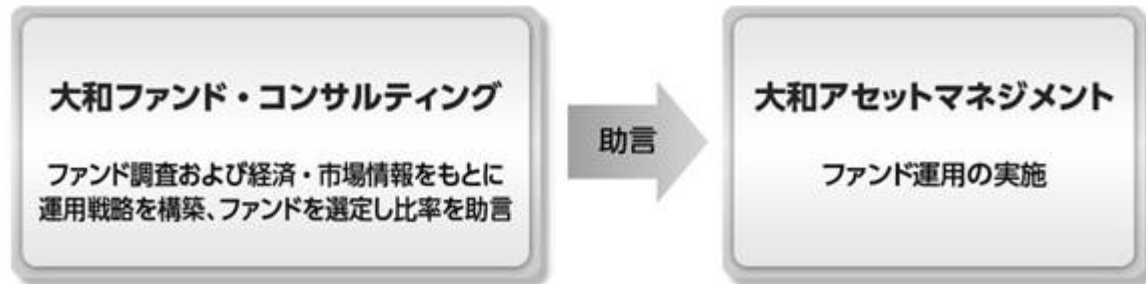 大和ファンド・コンサルティング
ファンド調査および経済・市場情報をもとに
運用戦略を構築、ファンドを選定し比率を助言
助言
大和アセットマネジメント
ファンド運用の実施